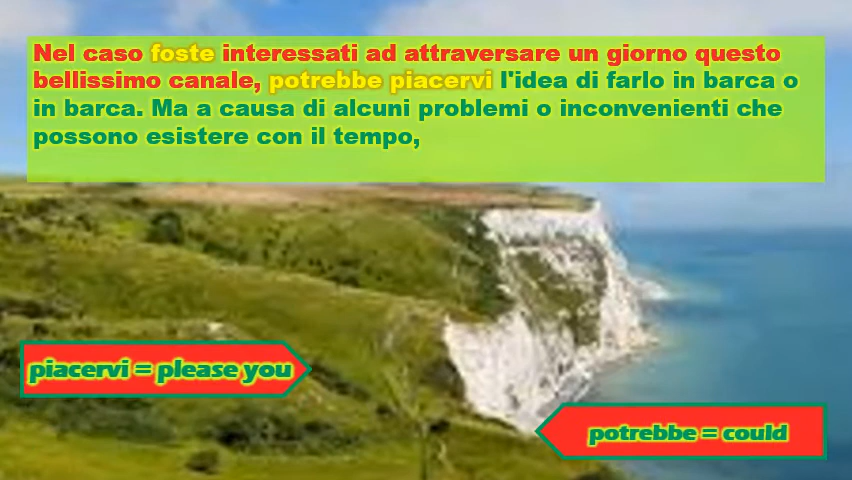 Nel caso foste interessati ad attraversare un giorno questo
bellissimo canale, potrebbe piacervi l'idea di farlo in barca o
in barca. Ma a causa di alcuni problemi o inconvenienti che
possono esistere con il tempo,
piacervi = please you
potrebbe = could